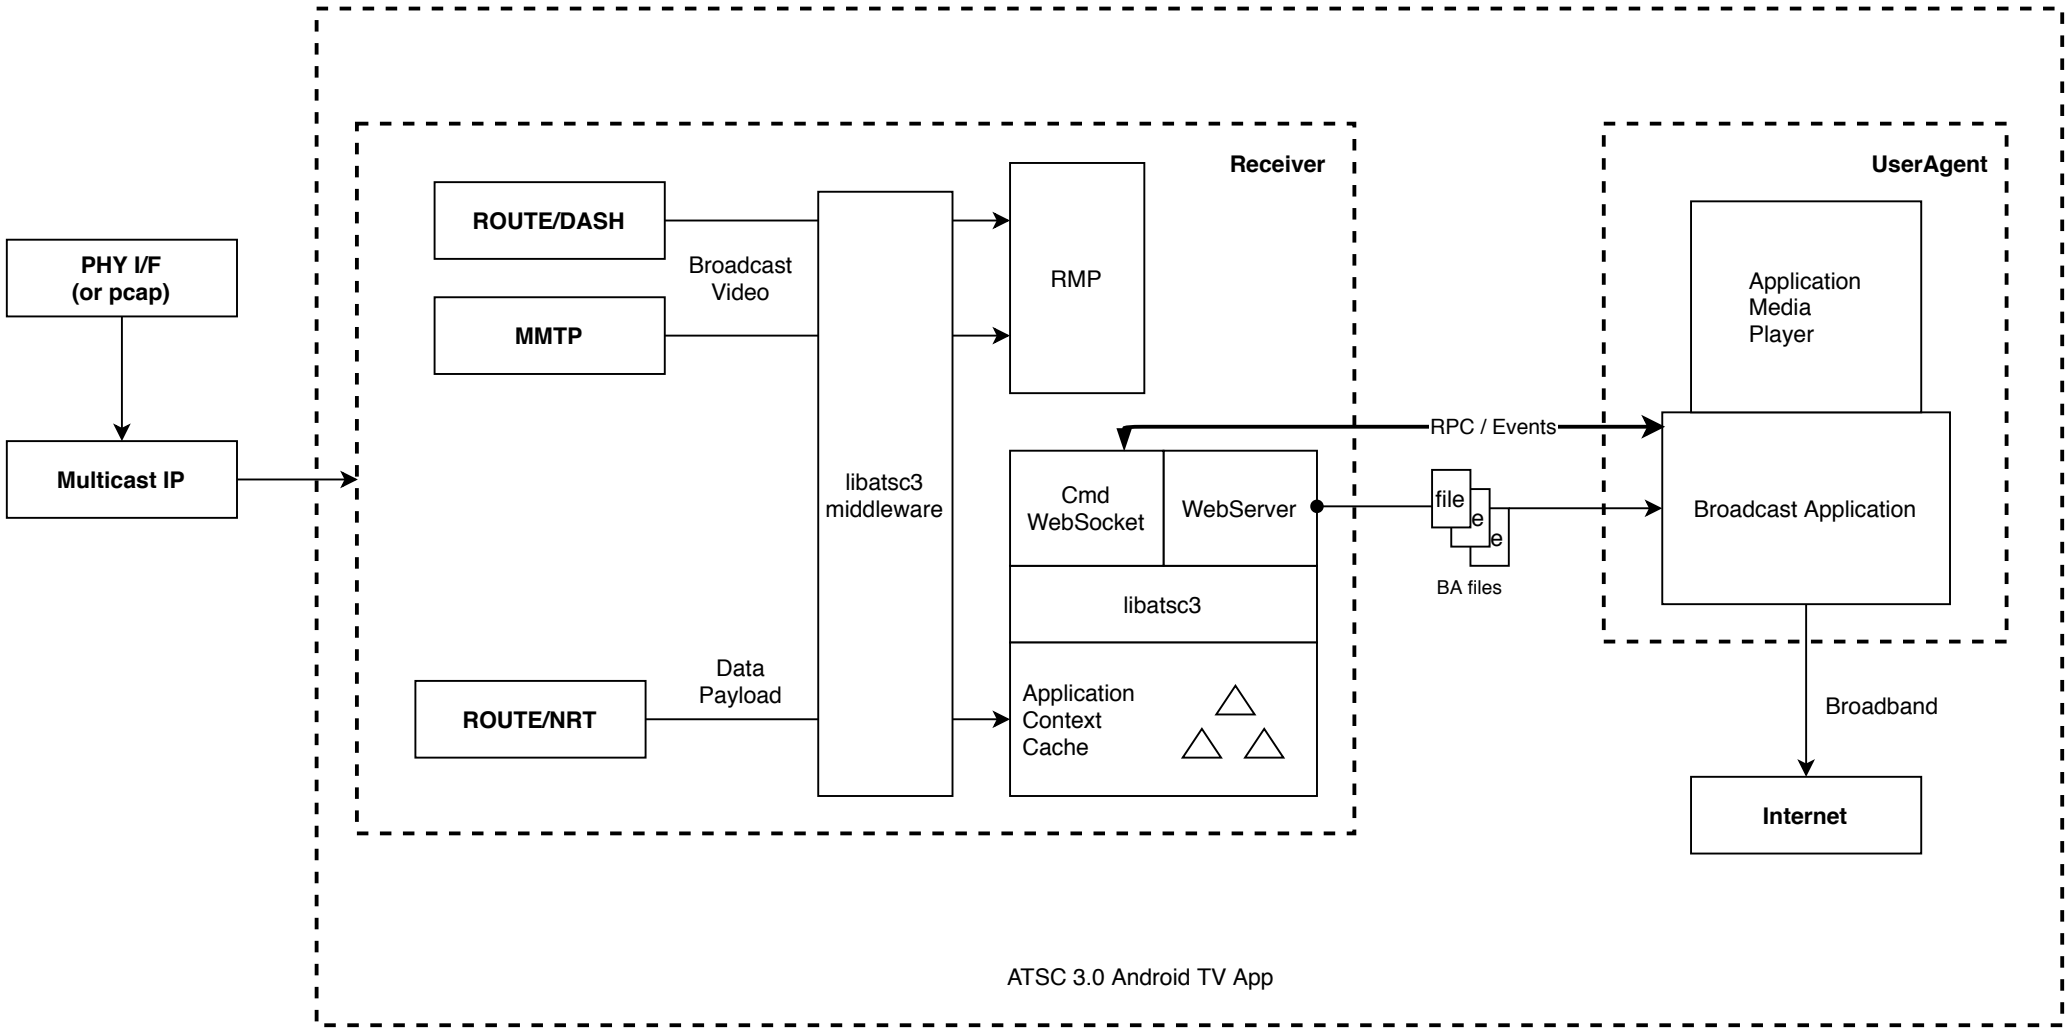 Receiver
UserAgent
PHY I/F
(or pcap)
Multicast IP
ROUTE/DASH
Broadcast
Video
MMTP
ROUTE/NRT
Data
Payload
libatsc3
middleware
RMP
Cmd
WebSocket
WebServer
libatsc3
Application
Context
Cache
RPC / Events
file
e
e
BA files
Application
Media
Player
Broadcast Application
Broadband
Internet
ATSC 3.0 Android TV App